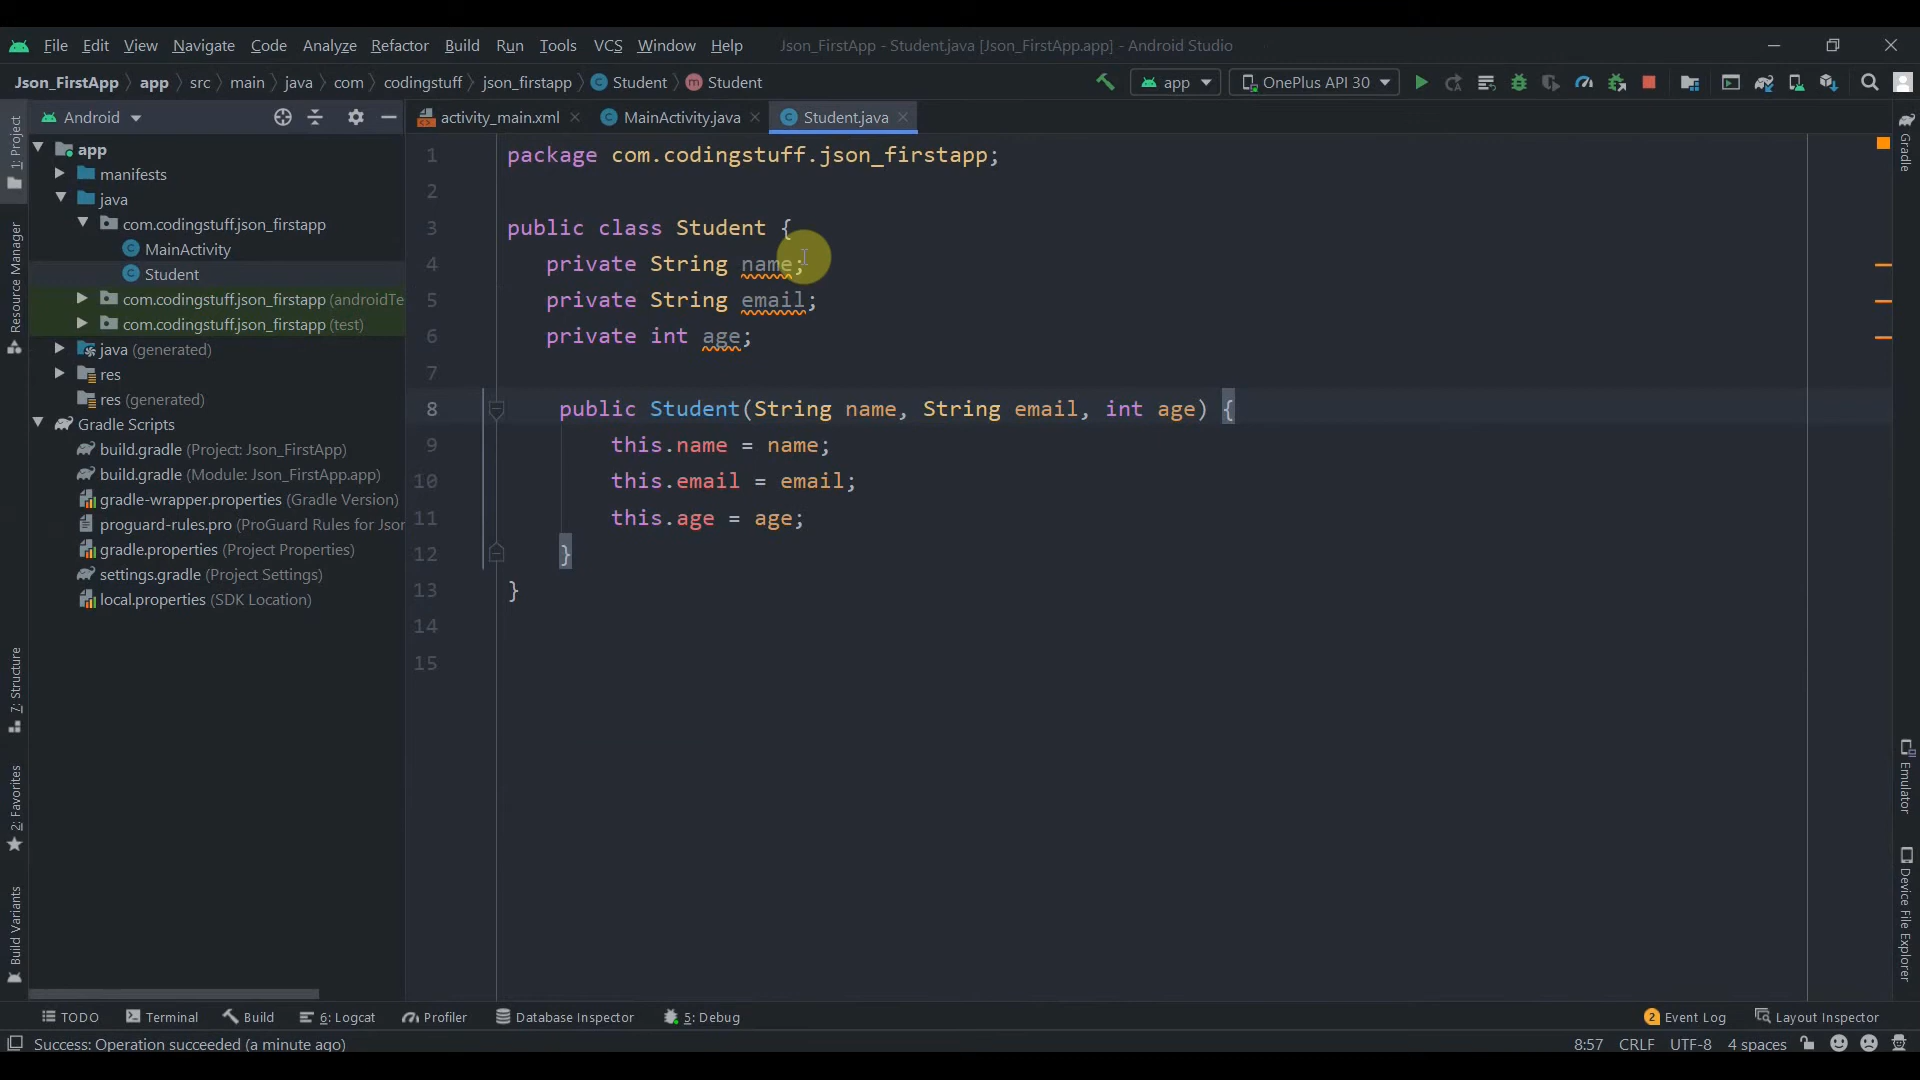 File Edit View Navigate Code Analyze Refactor Build Run Tools VCS Window Help Json_FirstApp - Student.java [Json_FirstApp.app] - Android Studio
Json_FirstApp app src main java com codingstuff json_firstapp Student Student app OnePlus API 30
Android
activity_main.xml MainActivity.java Student.java
1: Project
Resource Manager
7: Structure
2: Favorites
Build Variants
app
manifests
java
com.codingstuff.json_firstapp
MainActivity
Student
com.codingstuff.json_firstapp (androidTe
com.codingstuff.json_firstapp (test)
java (generated)
res
res (generated)
Gradle Scripts
build.gradle (Project: Json_FirstApp)
build.gradle (Module: Json_FirstApp.app)
gradle-wrapper.properties (Gradle Version)
proguard-rules.pro (ProGuard Rules for Json
gradle.properties (Project Properties)
settings.gradle (Project Settings)
local.properties (SDK Location)
1 package com.codingstuff.json_firstapp;
2
3 public class Student {
4 private String name;
5 private String email;
6 private int age;
7
8 public Student(String name, String email, int age) {
9 this.name = name;
10 this.email = email;
11 this.age = age;
12 }
13 }
14
15
Gradle
Emulator
Device File Explorer
TODO Terminal Build 6: Logcat Profiler Database Inspector 5: Debug 2 Event Log Layout Inspector
Success: Operation succeeded (a minute ago) 8:57 CRLF UTF-8 4 spaces